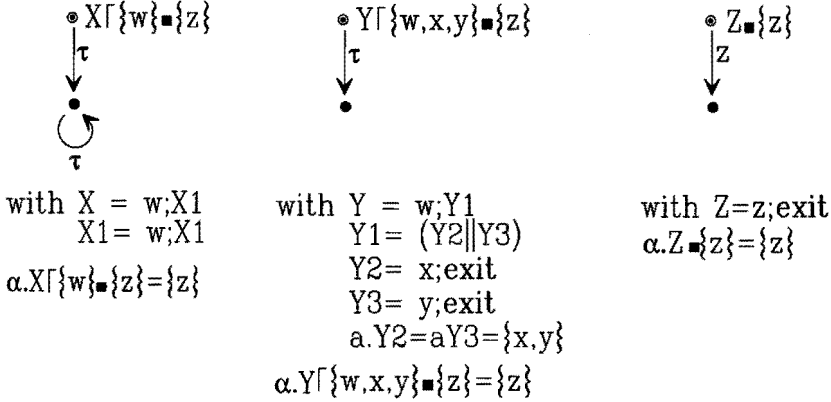 X⌈{w}▪{z}
τ
τ
with X = w;X1
X1= w;X1
α.X⌈{w}▪{z}={z}
Y⌈{w,x,y}▪{z}
τ
with Y = w;Y1
Y1= (Y2||Y3)
Y2= x;exit
Y3= y;exit
a.Y2=aY3={x,y}
α.Y⌈{w,x,y}▪{z}={z}
Z▪{z}
z
with Z=z;exit
α.Z▪{z}={z}